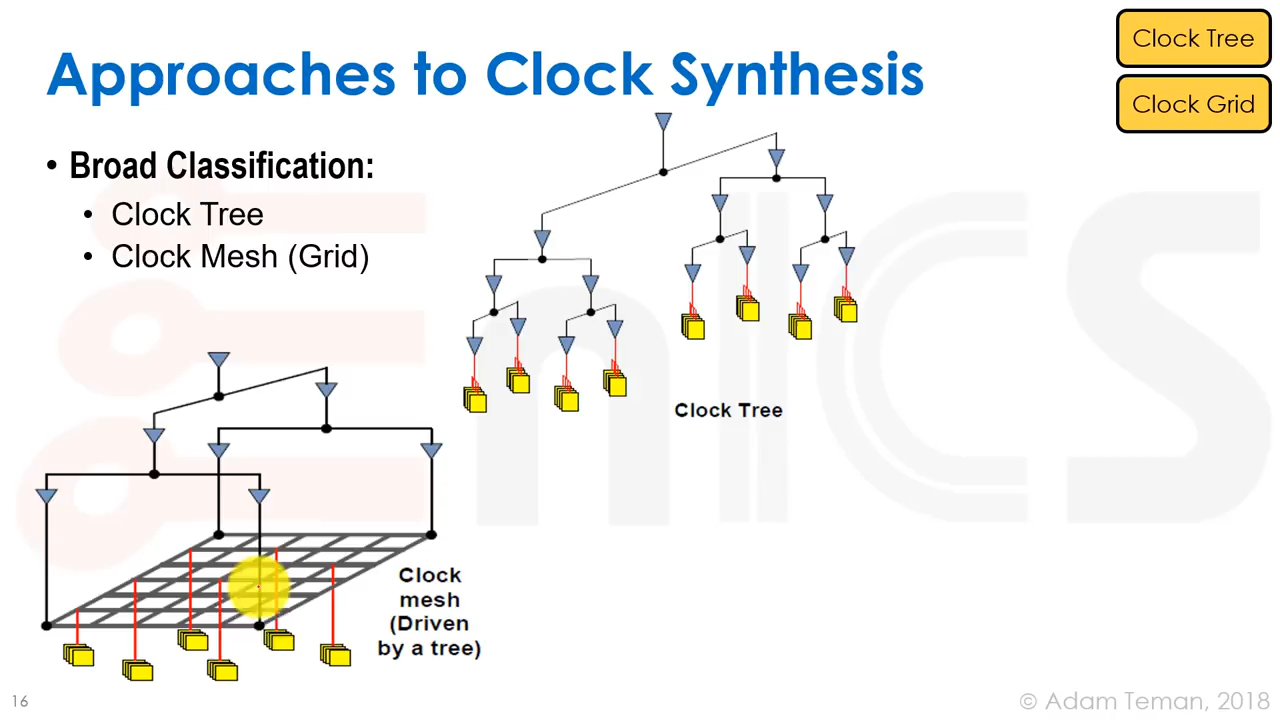 Approaches to Clock Synthesis
Clock Tree
Clock Grid
• Broad Classification:
• Clock Tree
• Clock Mesh (Grid)
Clock Tree
Clock
mesh
(Driven
by a tree)
16
© Adam Teman, 2018